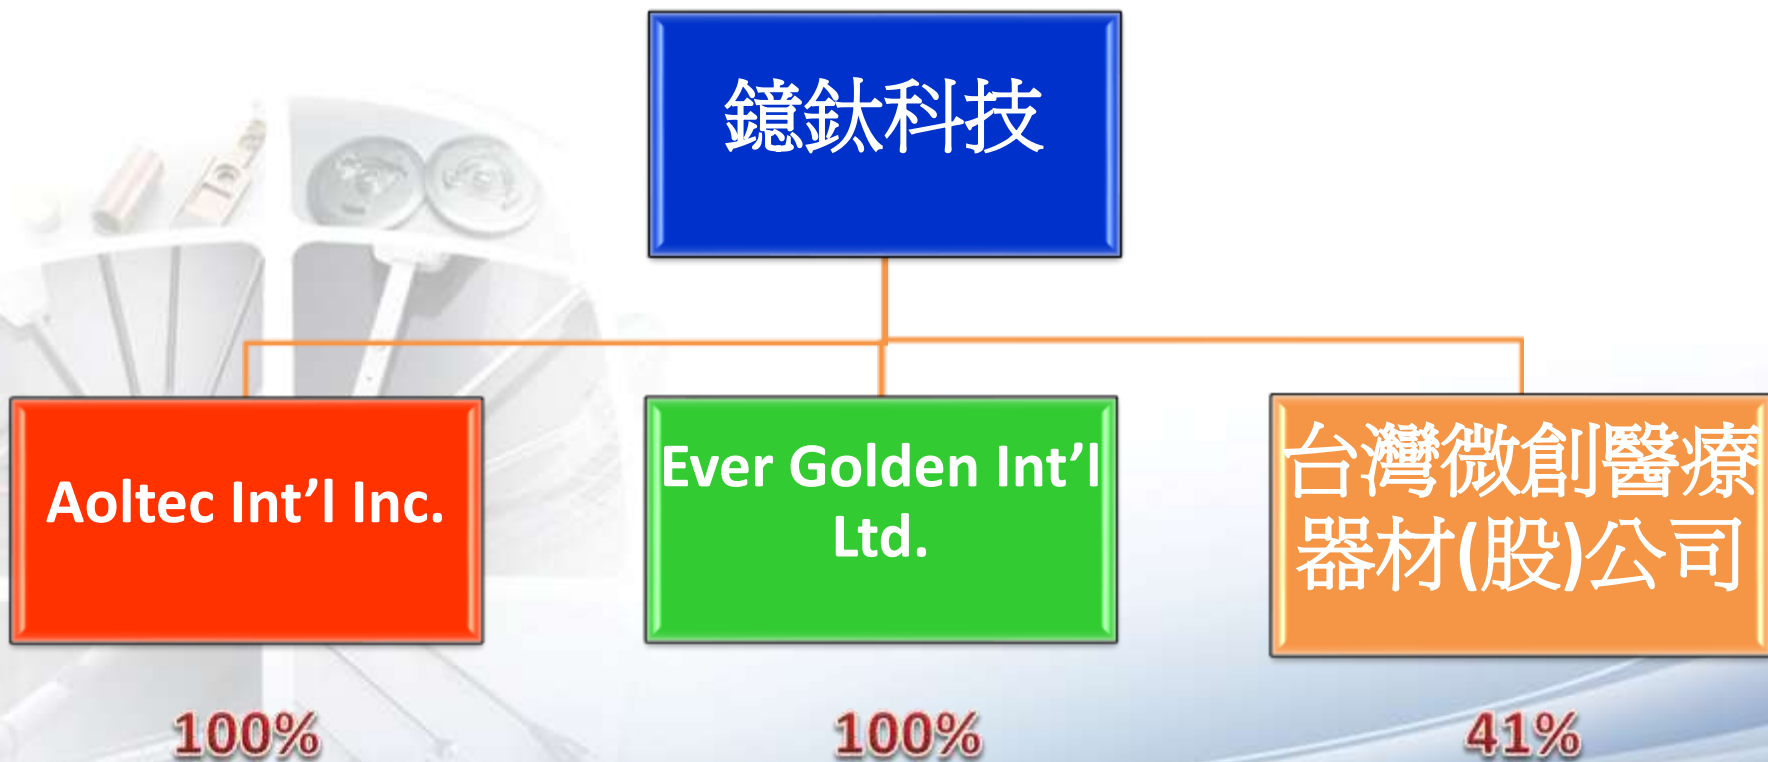 鐿鈦科技
Aoltec Int’l Inc.
Ever Golden Int’l
Ltd.
台灣微創醫療
器材(股)公司
100%
100%
41%